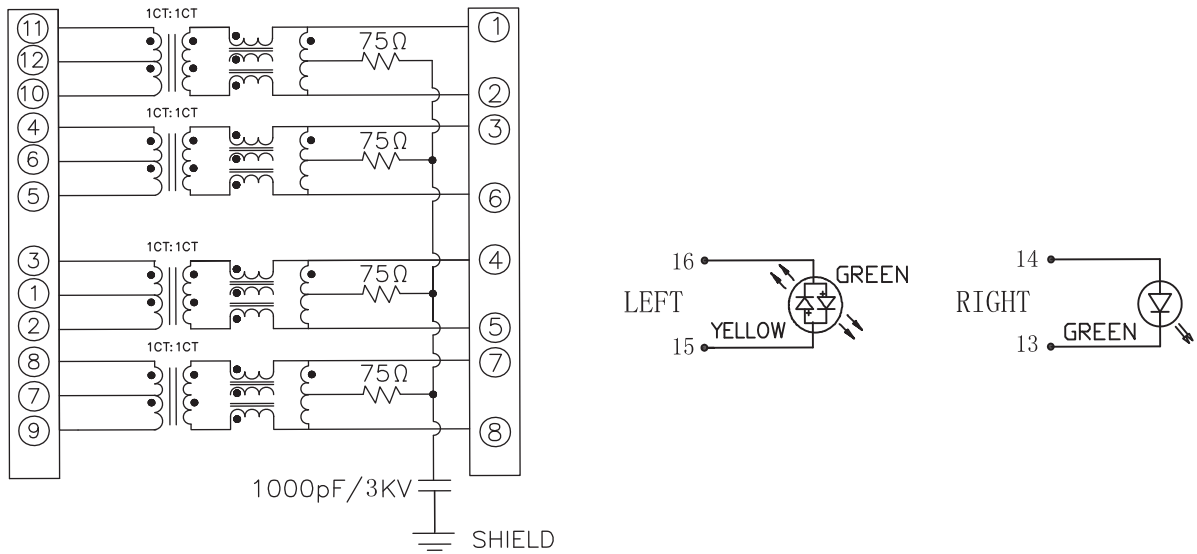 1CT:1CT
11
12
10
75Ω
1
2
1CT:1CT
4
6
5
75Ω
3
6
1CT:1CT
3
1
2
75Ω
4
5
1CT:1CT
8
7
9
75Ω
7
8
1000pF/3KV
SHIELD
16
LEFT
GREEN
YELLOW
15
14
RIGHT
GREEN
13